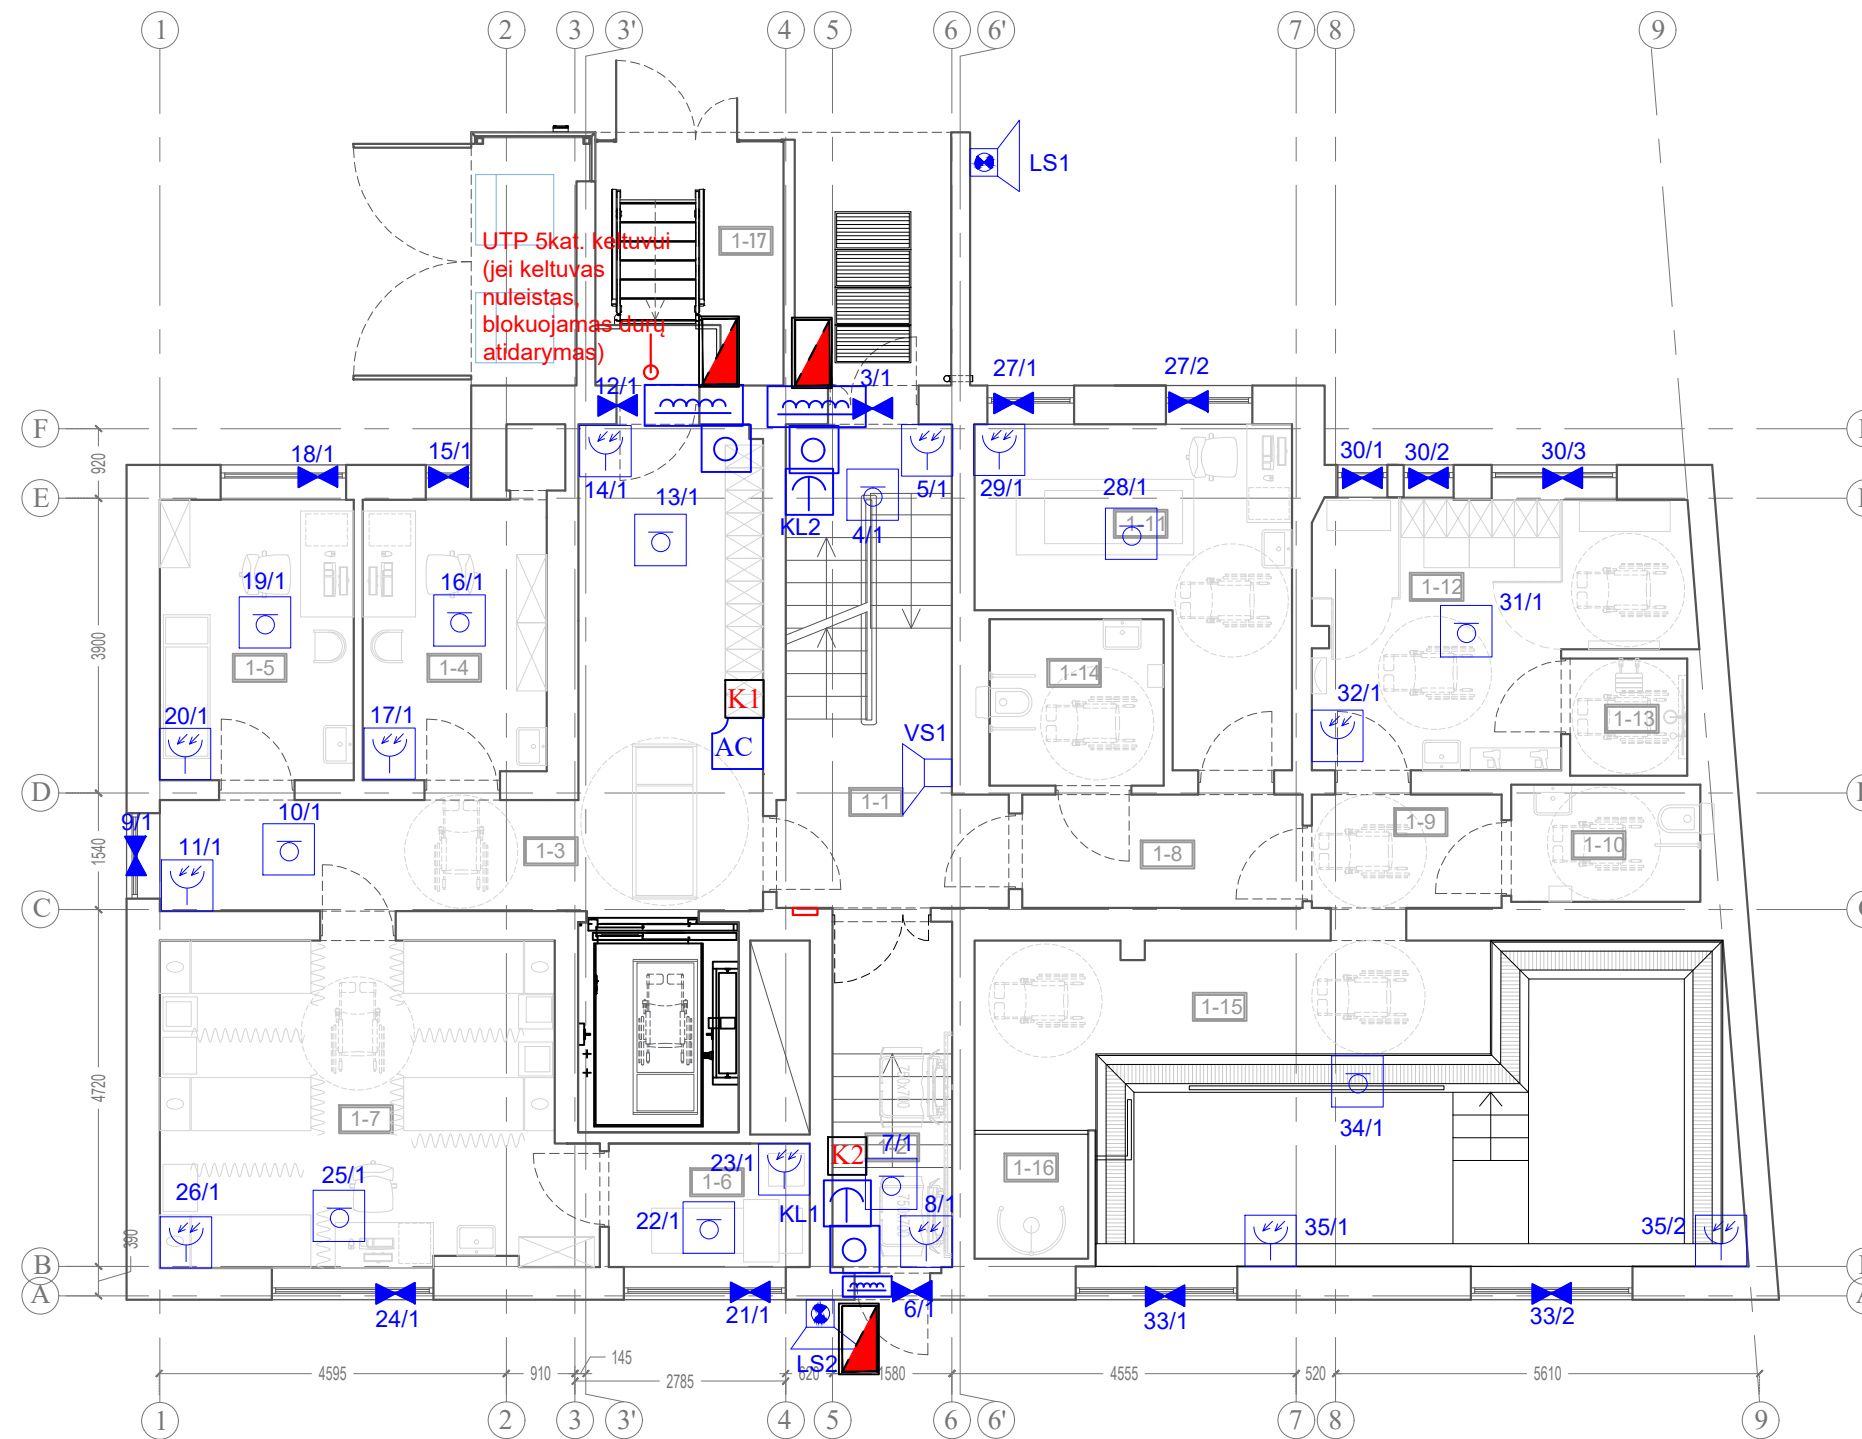 1 2 3 3' 4 5 6 6' 7 8 9
LS1
1-17
UTP 5kat. keltuvui
(jei keltuvas
nuleistas,
blokuojamas durų
atidarymas)
12/1 3/1 27/1 27/2
F
920
18/1 15/1 30/1 30/2 30/3
E
14/1 13/1 KL2 4/1 5/1 29/1 28/1
1-11
19/1 16/1 1-12 31/1
3900
1-5 1-4 1-14
K1
20/1 17/1 32/1 1-13
AC VS1
D
1-1
9/1 10/1 1-9
1540
11/1 1-3 1-8 1-10
C
1-15
4720
1-7 34/1
K2 7/1 1-2
23/1 1-6 1-16
26/1 25/1
22/1 KL1 8/1 35/1 35/2
390
B
A
24/1 21/1 6/1 33/1 33/2
LS2
4595 910 145 2785 620 1580 4555 520 5610
1 2 3 3' 4 5 6 6' 7 8 9